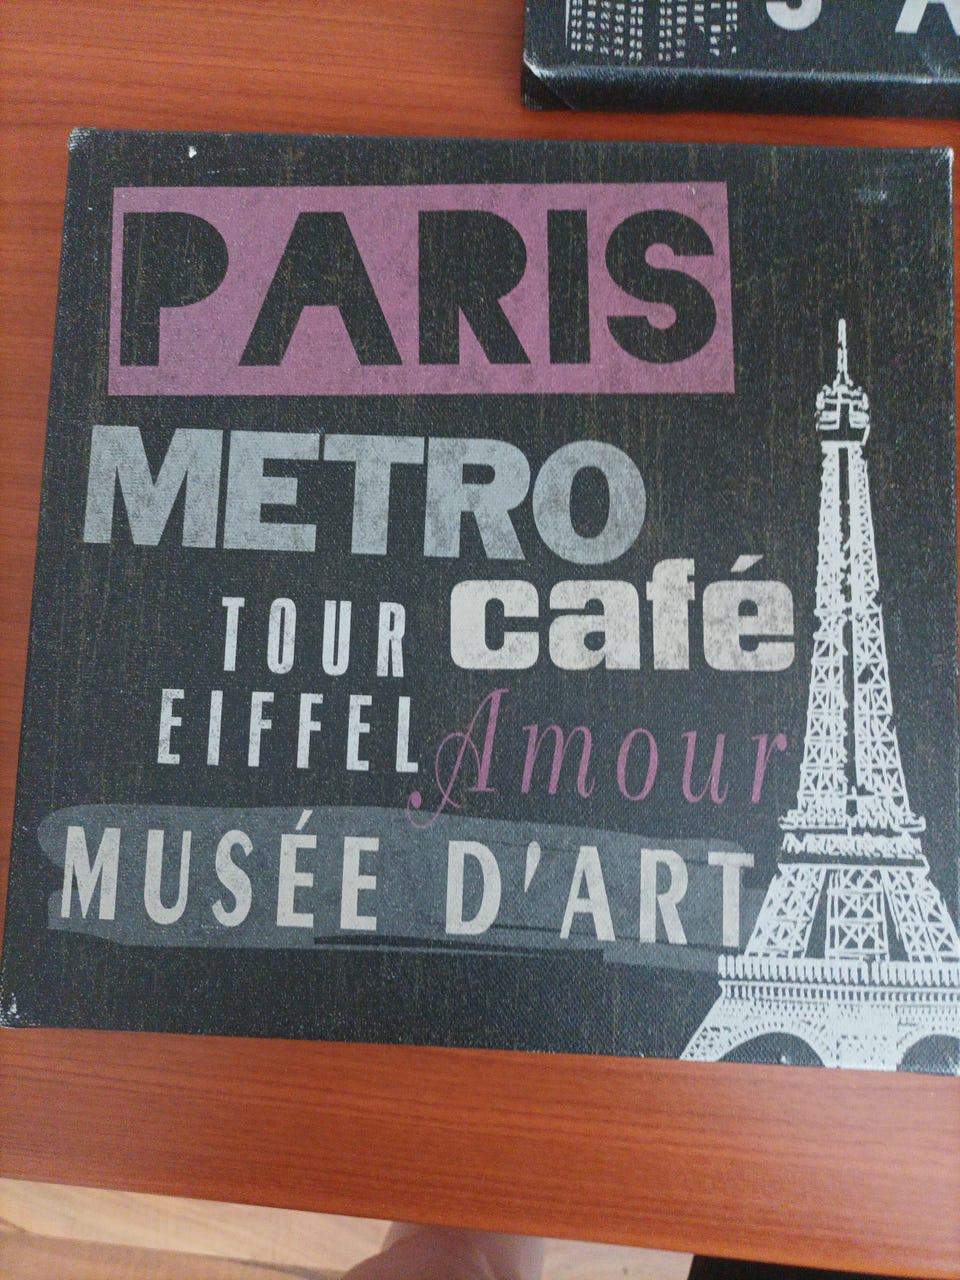 PARIS
METRO
café
TOUR
EIFFEL
Amour
MUSÉE D'ART